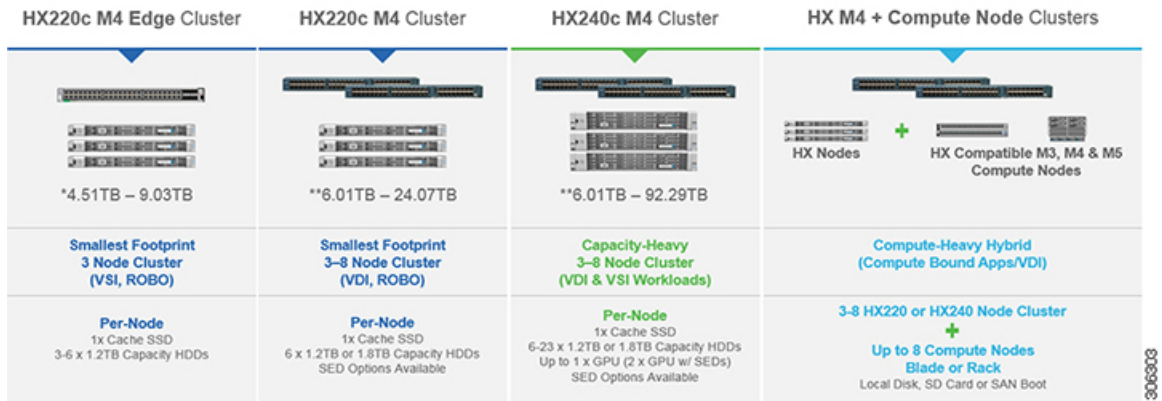 HX220c M4 Edge Cluster
HX220c M4 Cluster
HX240c M4 Cluster
HX M4 + Compute Node Clusters
*4.51TB – 9.03TB
**6.01TB – 24.07TB
**6.01TB – 92.29TB
+
HX Nodes
HX Compatible M3, M4 & M5
Compute Nodes
Smallest Footprint
3 Node Cluster
(VSI, ROBO)
Smallest Footprint
3–8 Node Cluster
(VDI, ROBO)
Capacity-Heavy
3–8 Node Cluster
(VDI & VSI Workloads)
Compute-Heavy Hybrid
(Compute Bound Apps/VDI)
Per-Node
1x Cache SSD
3-6 x 1.2TB Capacity HDDs
Per-Node
1x Cache SSD
6 x 1.2TB or 1.8TB Capacity HDDs
SED Options Available
Per-Node
1x Cache SSD
6-23 x 1.2TB or 1.8TB Capacity HDDs
Up to 1 x GPU (2 x GPU w/ SEDs)
SED Options Available
3-8 HX220 or HX240 Node Cluster
+
Up to 8 Compute Nodes
Blade or Rack
Local Disk, SD Card or SAN Boot
306303